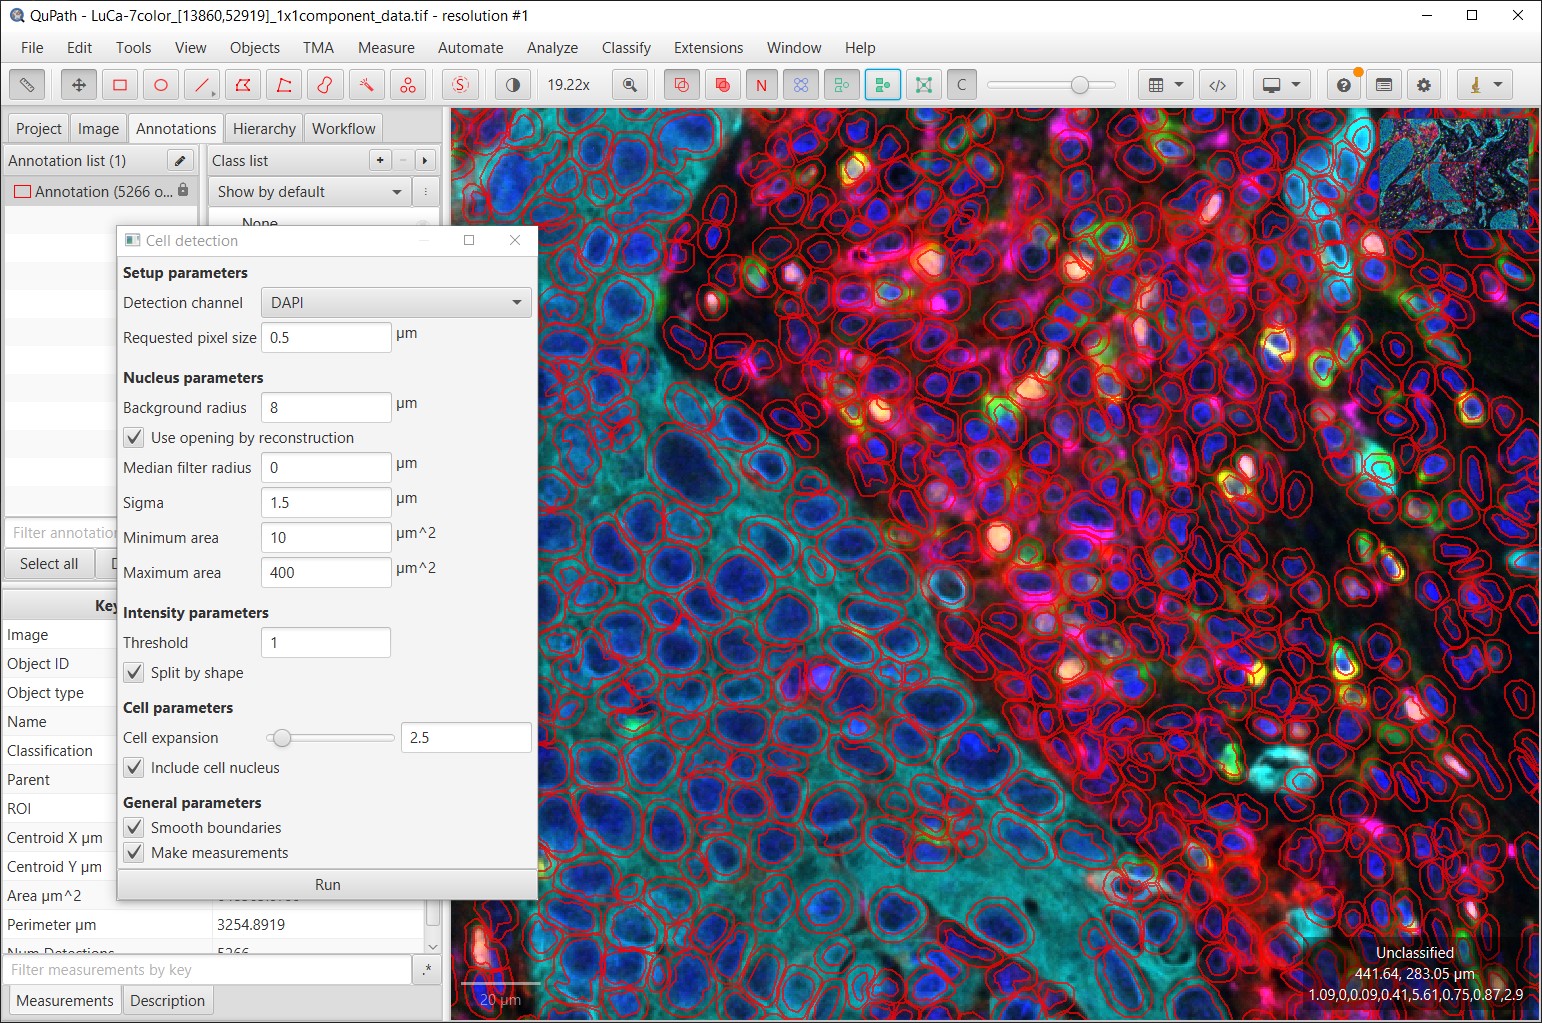 QuPath - LuCa-7color_[13860,52919]_1x1component_data.tif - resolution #1
File Edit Tools View Objects TMA Measure Automate Analyze Classify Extensions Window Help
S 19.22x N C
Project Image Annotations Hierarchy Workflow
Annotation list (1) Class list
Annotation (5266 o... Show by default
None
Cell detection
Setup parameters
Detection channel DAPI
Requested pixel size 0.5 µm
Nucleus parameters
Background radius 8 µm
Use opening by reconstruction
Median filter radius 0 µm
Sigma 1.5 µm
Minimum area 10 µm^2
Maximum area 400 µm^2
Intensity parameters
Threshold 1
Split by shape
Cell parameters
Cell expansion 2.5
Include cell nucleus
General parameters
Smooth boundaries
Make measurements
Run
Filter annotation
Select all D
Key
Image
Object ID
Object type
Name
Classification
Parent
ROI
Centroid X µm
Centroid Y µm
Area µm^2
Perimeter µm 3254.8919
Num Detections 5266
Filter measurements by key .*
Measurements Description
20 µm
Unclassified
441.64, 283.05 µm
1.09,0,0.09,0.41,5.61,0.75,0.87,2.9